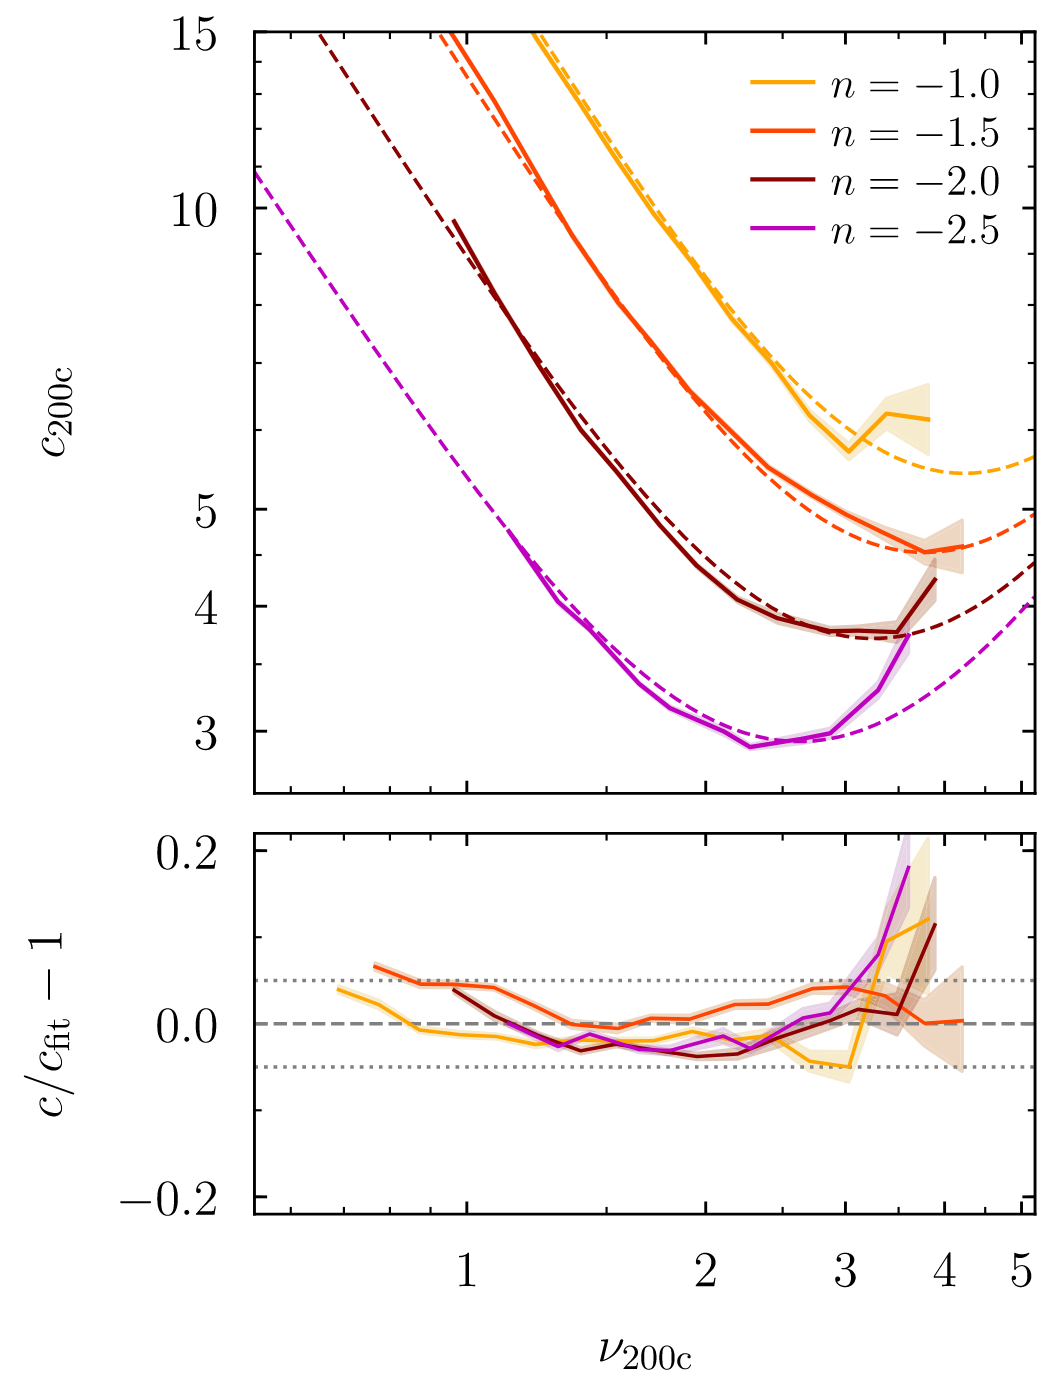 15
10
5
4
3
c₂₀₀c
n = −1.0
n = −1.5
n = −2.0
n = −2.5
0.2
0.0
−0.2
c/c_fit − 1
1 2 3 4 5
ν₂₀₀c